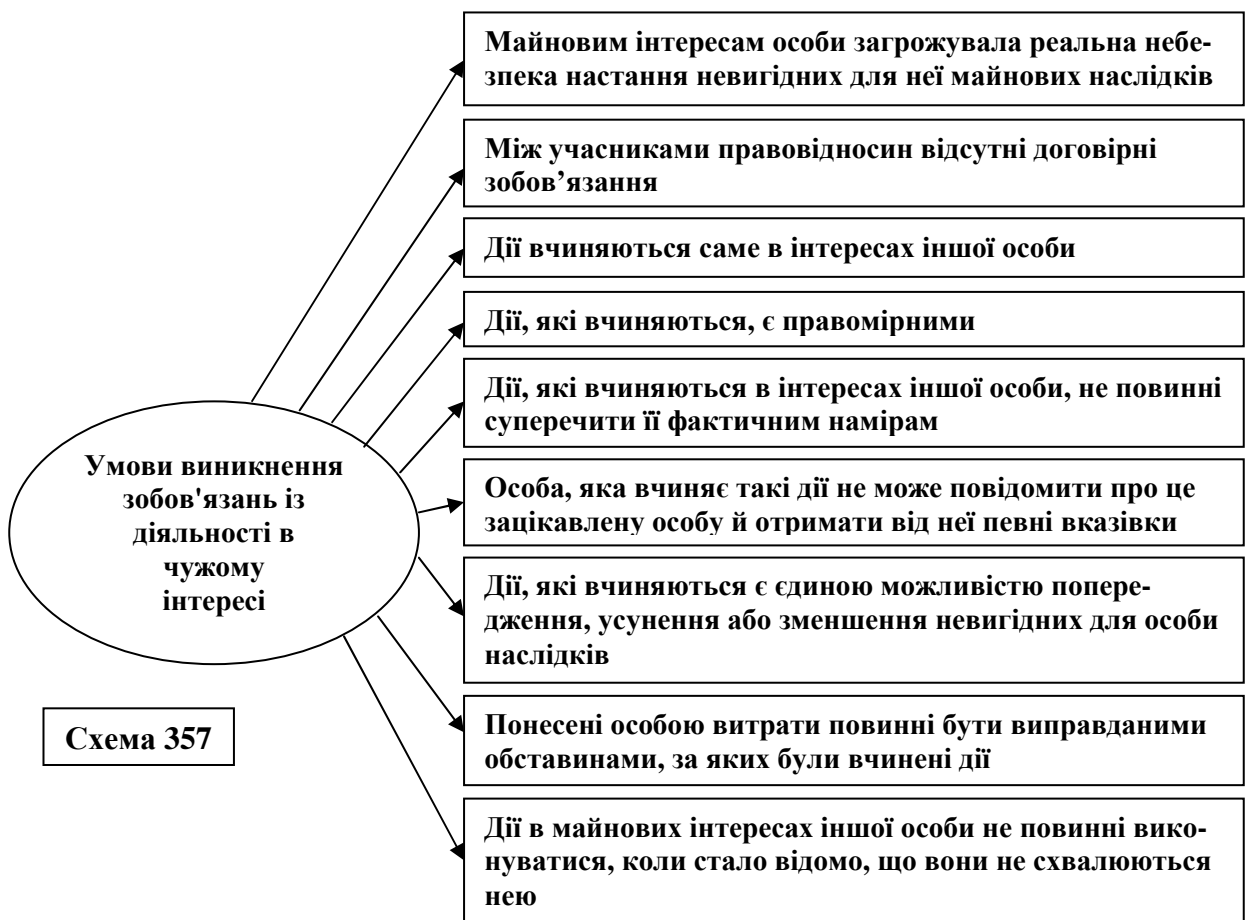 Майновим інтересам особи загрожувала реальна небе-
зпека настання невигідних для неї майнових наслідків
Між учасниками правовідносин відсутні договірні
зобов’язання
Дії вчиняються саме в інтересах іншої особи
Дії, які вчиняються, є правомірними
Дії, які вчиняються в інтересах іншої особи, не повинні
суперечити її фактичним намірам
Умови виникнення
зобов'язань із
діяльності в
чужому
інтересі
Особа, яка вчиняє такі дії не може повідомити про це
зацікавлену особу й отримати від неї певні вказівки
Дії, які вчиняються є єдиною можливістю попере-
дження, усунення або зменшення невигідних для особи
наслідків
Понесені особою витрати повинні бути виправданими
обставинами, за яких були вчинені дії
Дії в майнових інтересах іншої особи не повинні вико-
нуватися, коли стало відомо, що вони не схвалюються
нею
Схема 357